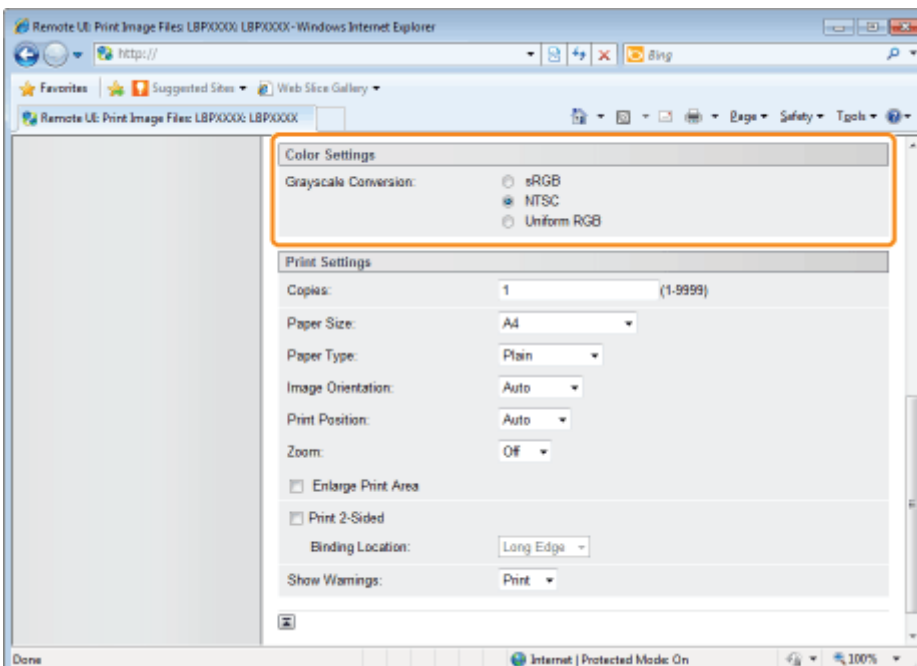 Remote UI: Print Image Files: LBPXXXX: LBPXXXX - Windows Internet Explorer
http://
Bing
Favorites Suggested Sites Web Slice Gallery
Remote UI: Print Image Files: LBPXXXX: LBPXXXX Page Safety Tools
Color Settings
Grayscale Conversion: sRGB
NTSC
Uniform RGB
Print Settings
Copies: 1 (1-9999)
Paper Size: A4
Paper Type: Plain
Image Orientation: Auto
Print Position: Auto
Zoom: Off
Enlarge Print Area
Print 2-Sided
Binding Location: Long Edge
Show Warnings: Print
Done Internet | Protected Mode: On 100%